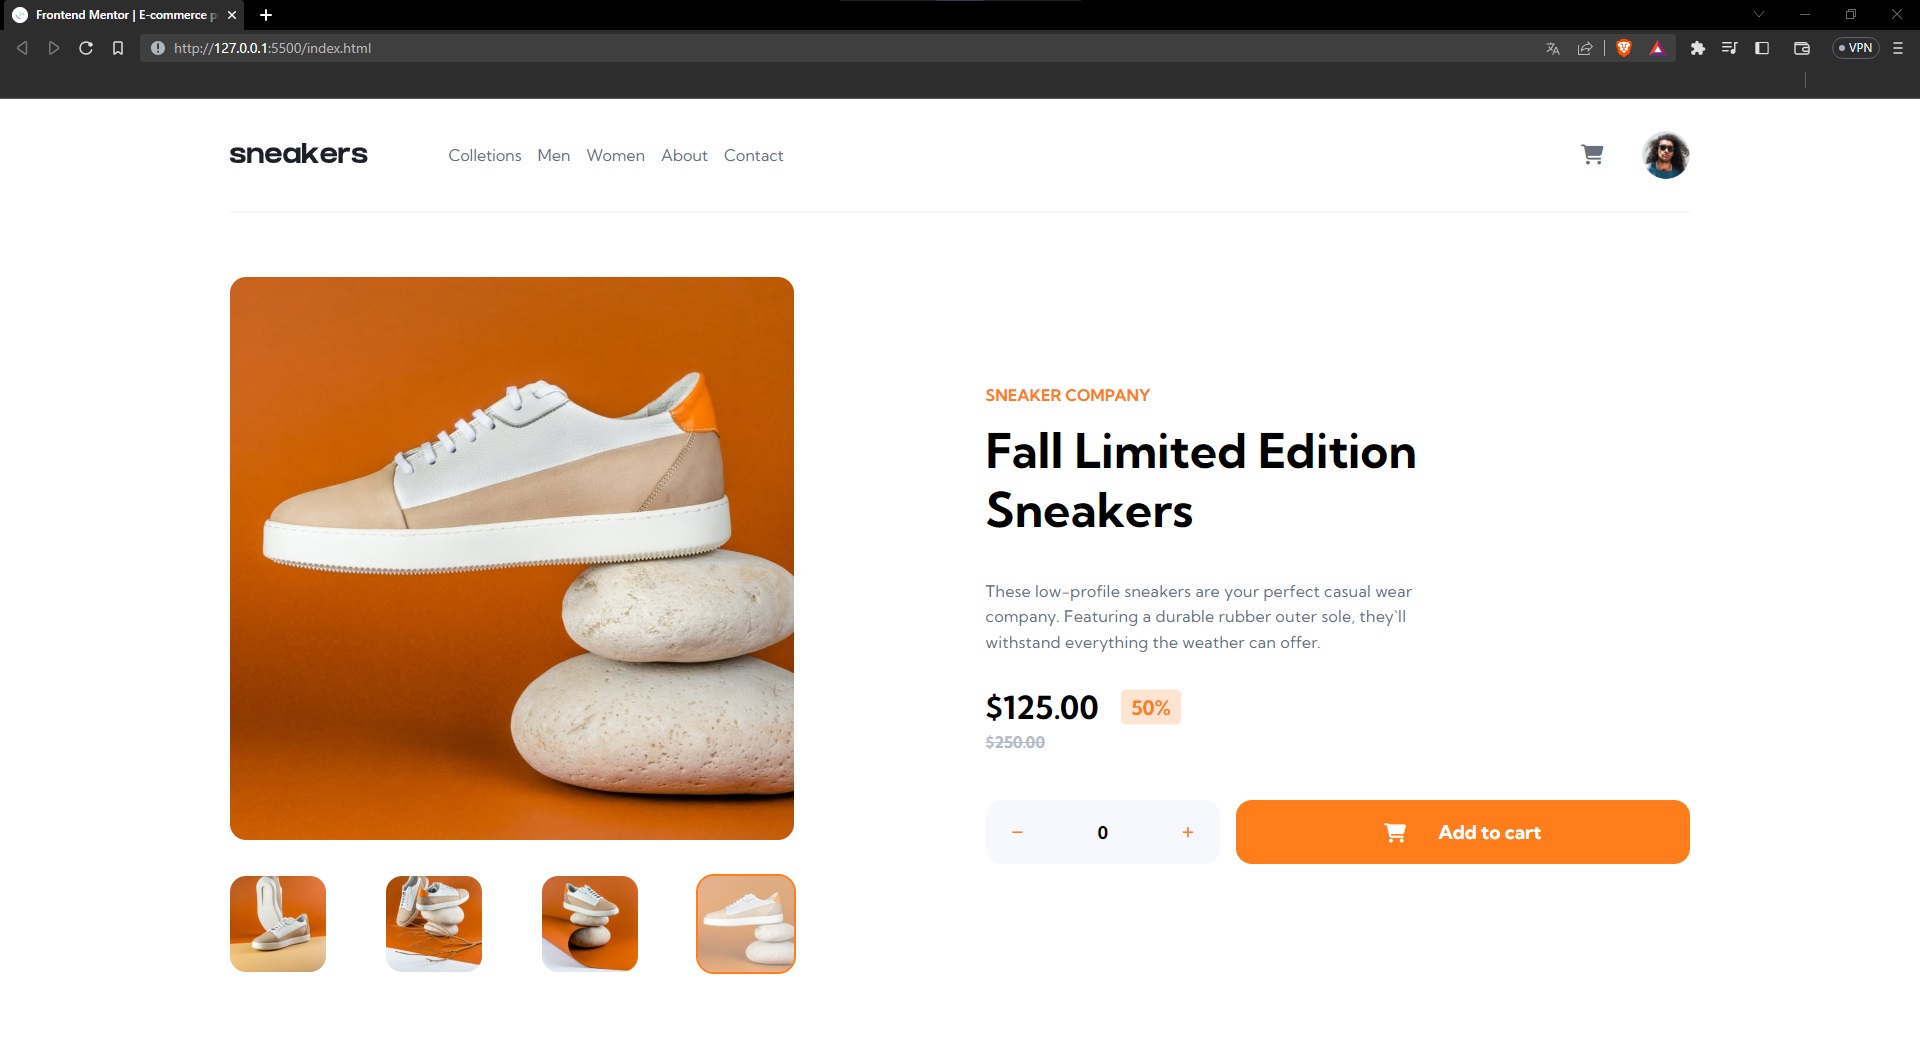 Frontend Mentor | E-commerce p
http://127.0.0.1:5500/index.html
VPN
sneakers
Colletions Men Women About Contact
SNEAKER COMPANY
Fall Limited Edition
Sneakers
These low-profile sneakers are your perfect casual wear
company. Featuring a durable rubber outer sole, they`ll
withstand everything the weather can offer.
$125.00 50%
$250.00
− 0 + Add to cart